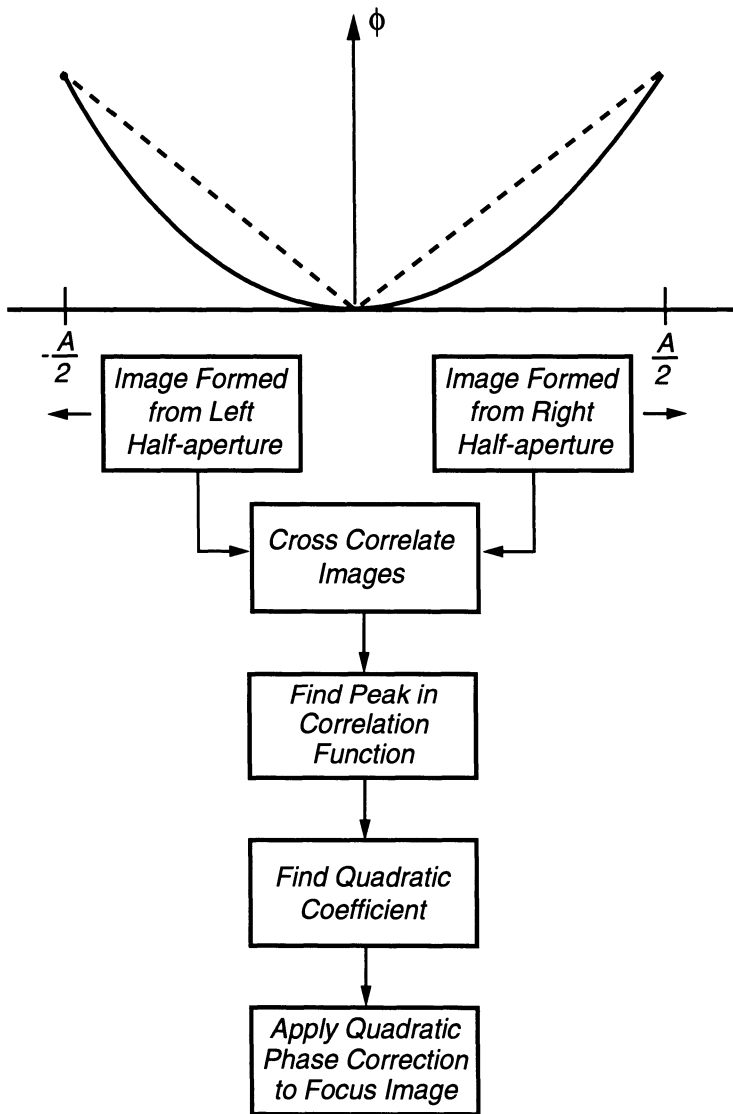 ϕ
-A/2
A/2
Image Formed
from Left
Half-aperture
Image Formed
from Right
Half-aperture
Cross Correlate
Images
Find Peak in
Correlation
Function
Find Quadratic
Coefficient
Apply Quadratic
Phase Correction
to Focus Image